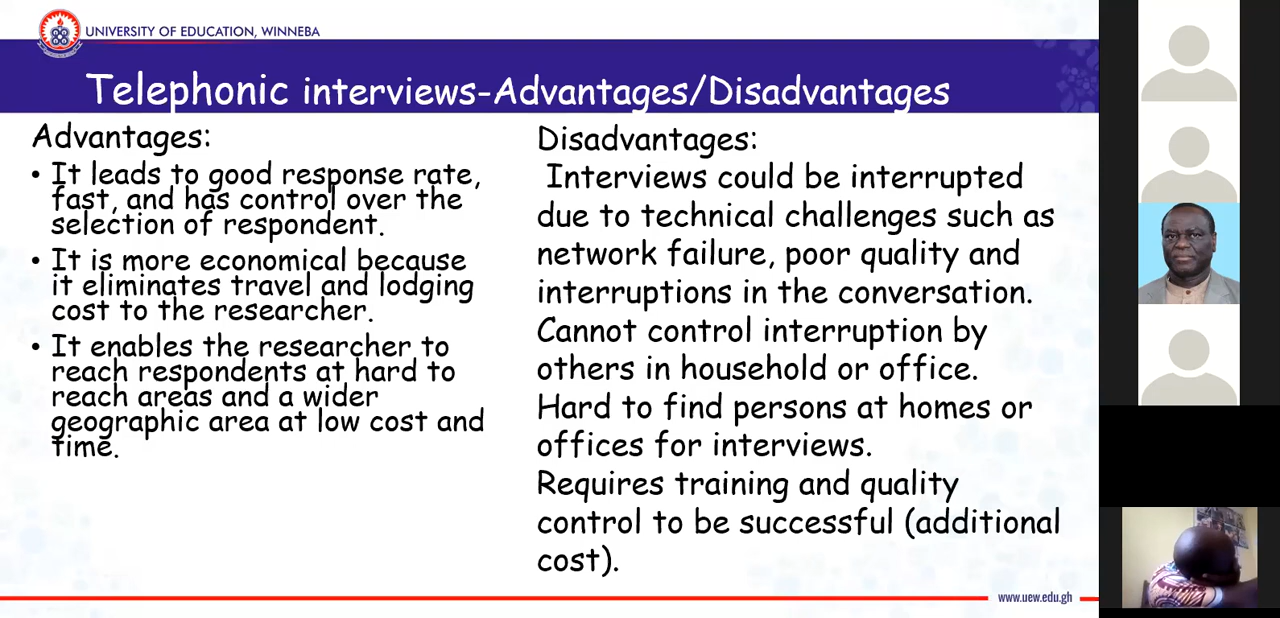 UNIVERSITY OF EDUCATION, WINNEBA
Telephonic interviews-Advantages/Disadvantages
Advantages:
• It leads to good response rate,
fast, and has control over the
selection of respondent.
• It is more economical because
it eliminates travel and lodging
cost to the researcher.
• It enables the researcher to
reach respondents at hard to
reach areas and a wider
geographic area at low cost and
time.
Disadvantages:
Interviews could be interrupted
due to technical challenges such as
network failure, poor quality and
interruptions in the conversation.
Cannot control interruption by
others in household or office.
Hard to find persons at homes or
offices for interviews.
Requires training and quality
control to be successful (additional
cost).
www.uew.edu.gh